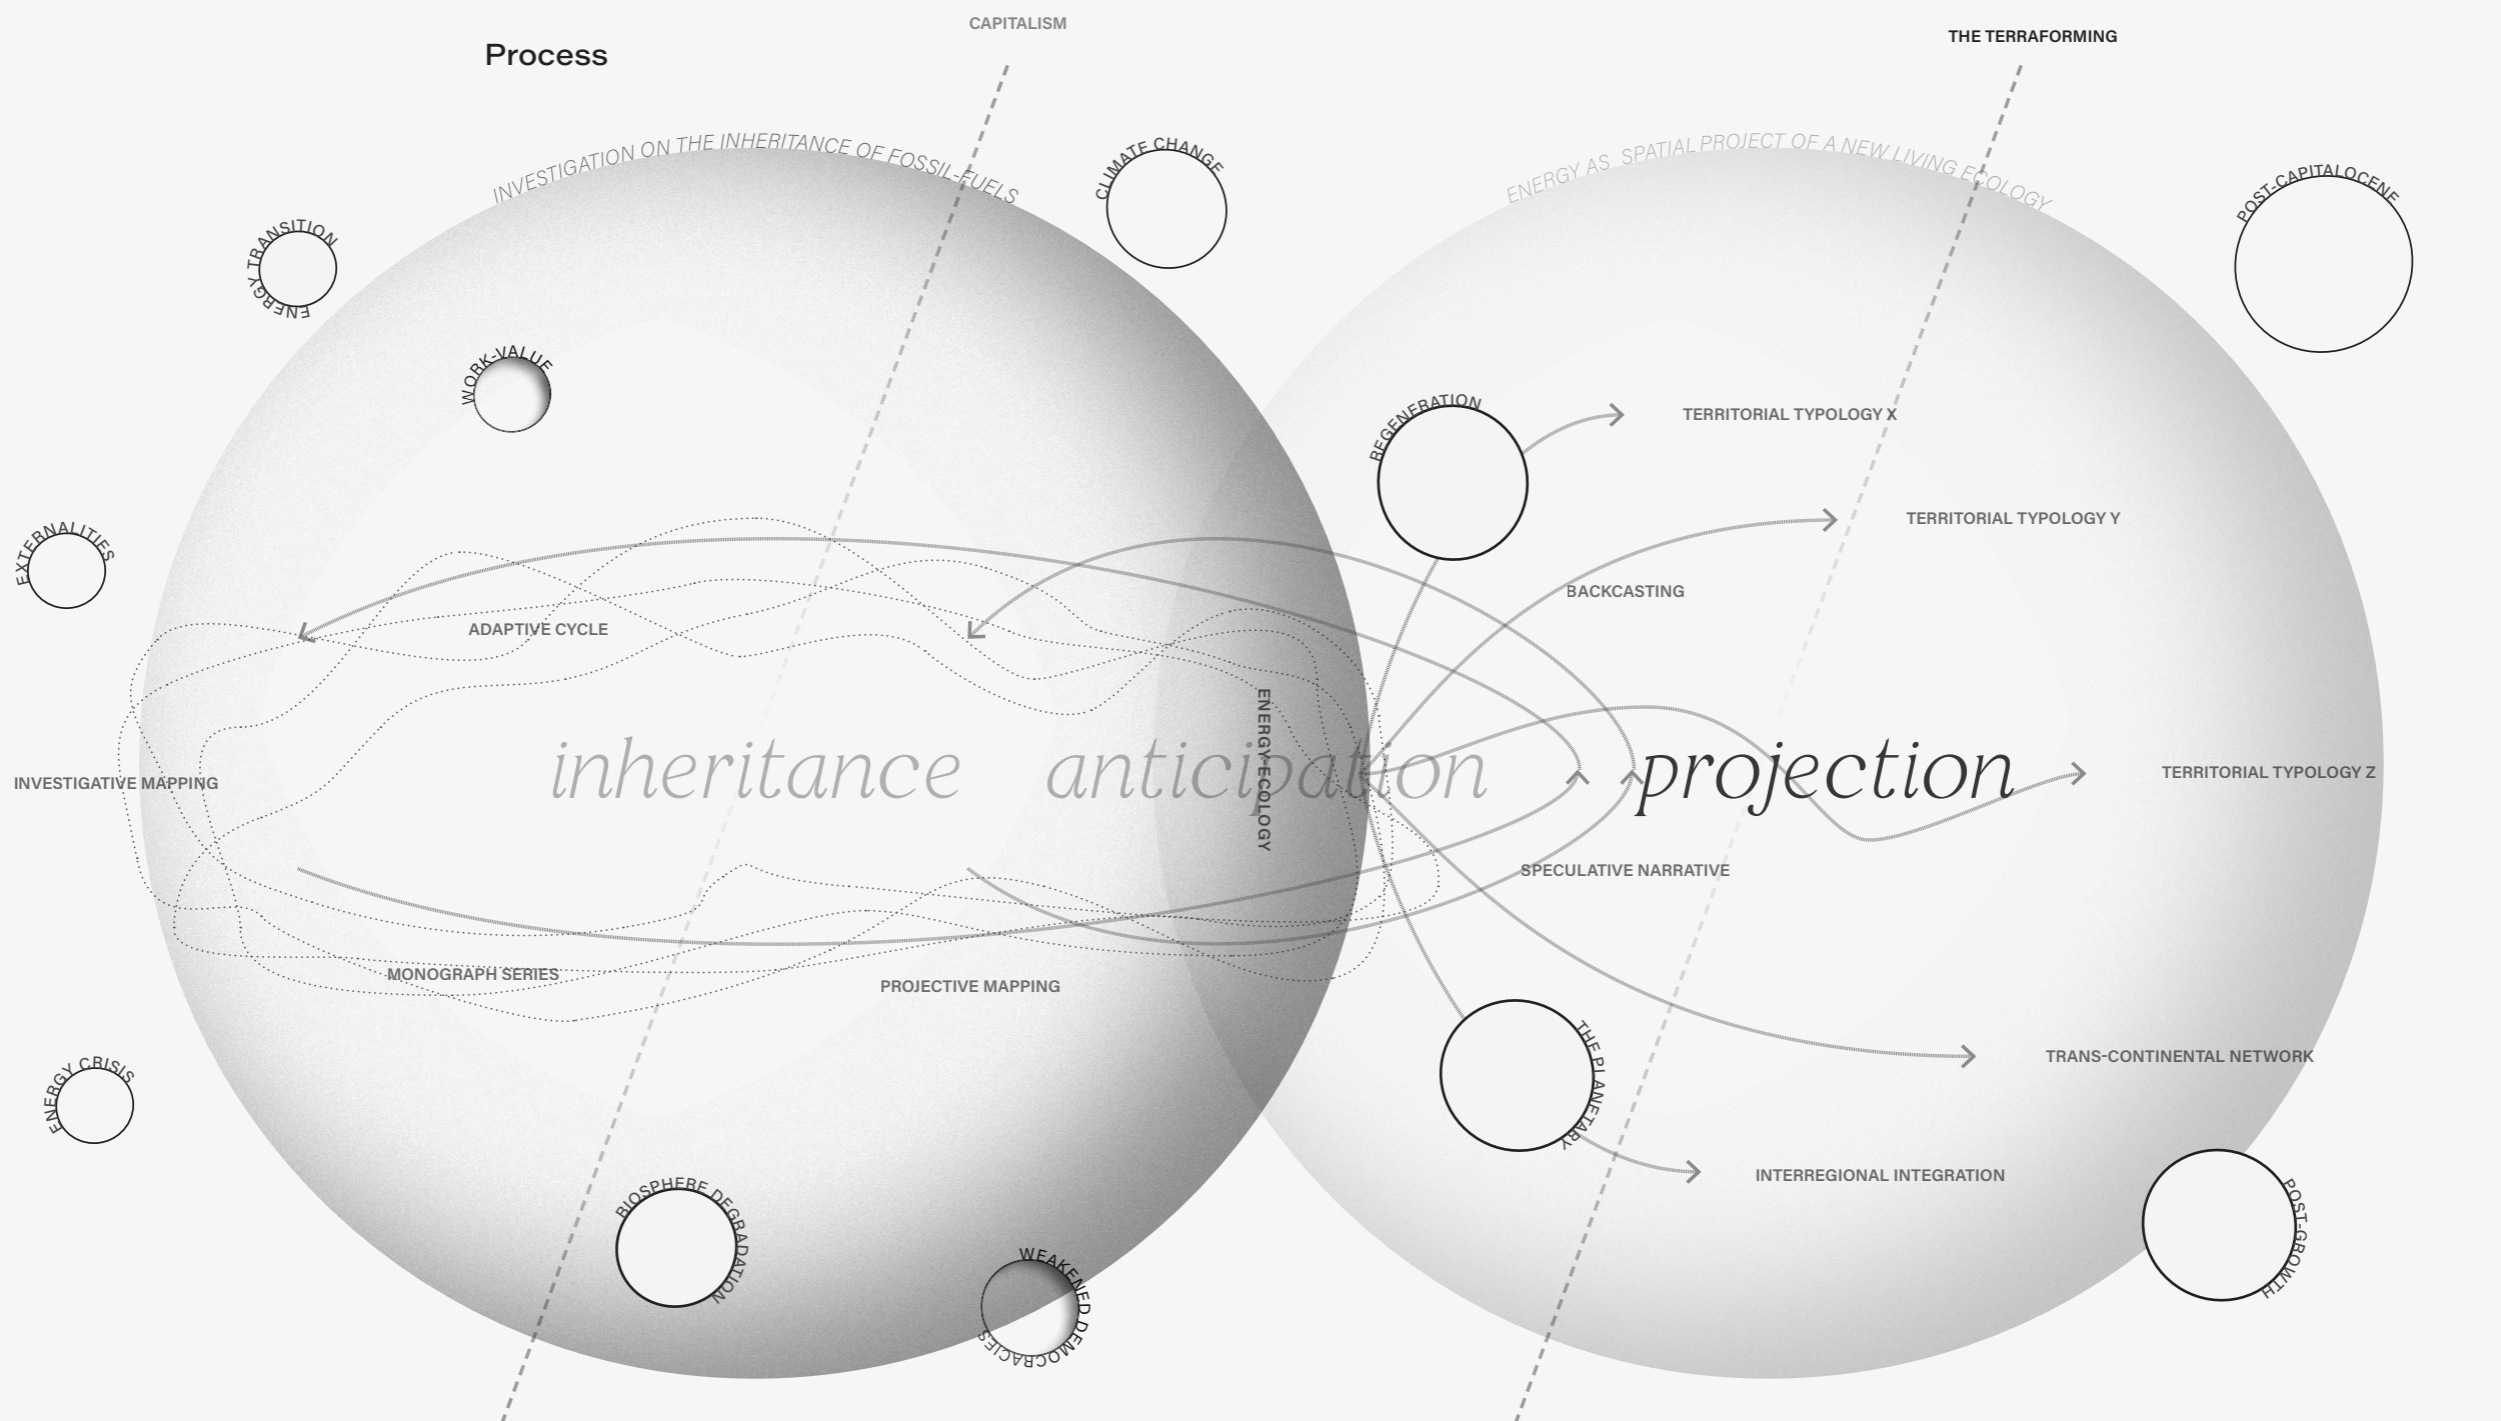 CAPITALISM
THE TERRAFORMING
Process
INVESTIGATION ON THE INHERITANCE OF FOSSIL-FUELS
CLIMATE CHANGE
ENERGY AS SPATIAL PROJECT OF A NEW LIVING ECOLOGY
POST-CAPITALOCENE
ENERGY TRANSITION
WORK-VALUE
REGENERATION
TERRITORIAL TYPOLOGY X
TERRITORIAL TYPOLOGY Y
EXTERNALITIES
BACKCASTING
ADAPTIVE CYCLE
ENERGY-ECOLOGY
INVESTIGATIVE MAPPING
inheritance
anticipation
projection
TERRITORIAL TYPOLOGY Z
SPECULATIVE NARRATIVE
MONOGRAPH SERIES
PROJECTIVE MAPPING
ENERGY CRISIS
THE PLANETARY
TRANS-CONTINENTAL NETWORK
INTERREGIONAL INTEGRATION
BIOSPHERE DEGRADATION
WEAKENED DEMOCRACIES
POST-GROWTH